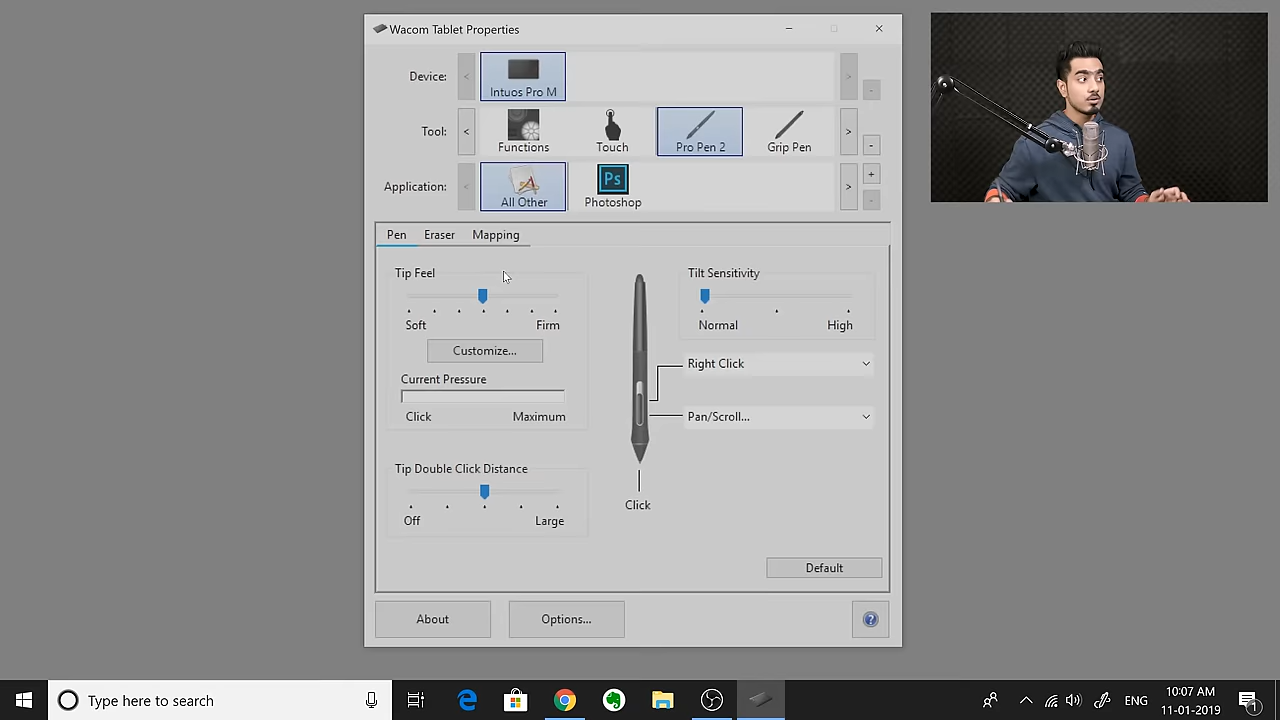 Wacom Tablet Properties
Device:
Intuos Pro M
Tool:
Functions
Touch
Pro Pen 2
Grip Pen
Application:
All Other
Ps
Photoshop
Pen Eraser Mapping
Tip Feel
Soft Firm
Customize...
Current Pressure
Click Maximum
Tip Double Click Distance
Off Large
Tilt Sensitivity
Normal High
Right Click
Pan/Scroll...
Click
Default
About Options... ?
Type here to search
ENG
10:07 AM
11-01-2019
1